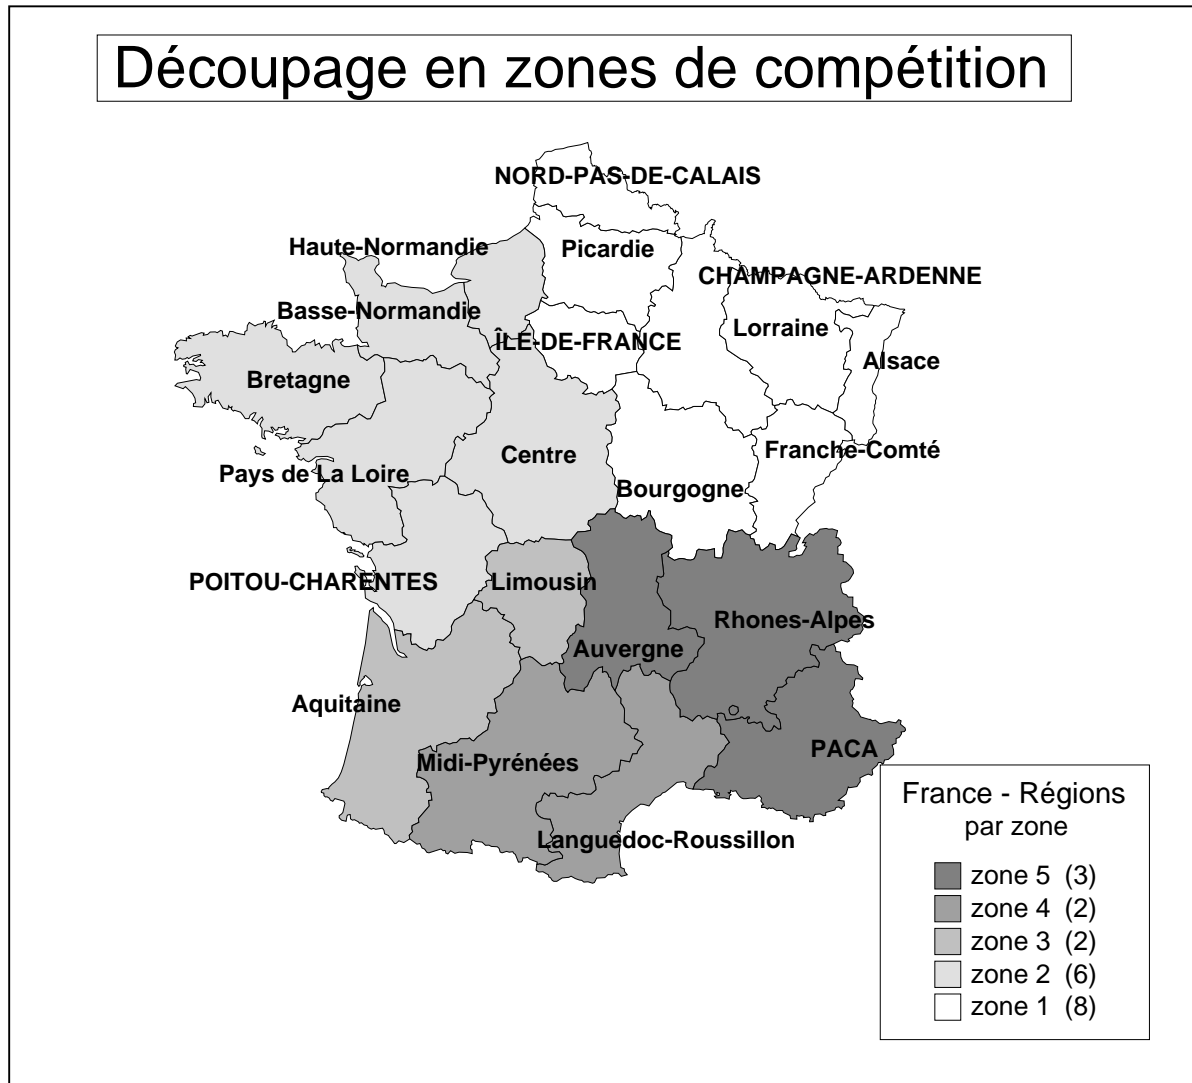 Découpage en zones de compétition
NORD-PAS-DE-CALAIS
Haute-Normandie
Picardie
CHAMPAGNE-ARDENNE
Basse-Normandie
Lorraine
ÎLE-DE-FRANCE
Alsace
Bretagne
Franche-Comté
Centre
Pays de La Loire
Bourgogne
POITOU-CHARENTES
Limousin
Rhones-Alpes
Auvergne
Aquitaine
PACA
Midi-Pyrénées
Languedoc-Roussillon
France - Régions
par zone
zone 5 (3)
zone 4 (2)
zone 3 (2)
zone 2 (6)
zone 1 (8)